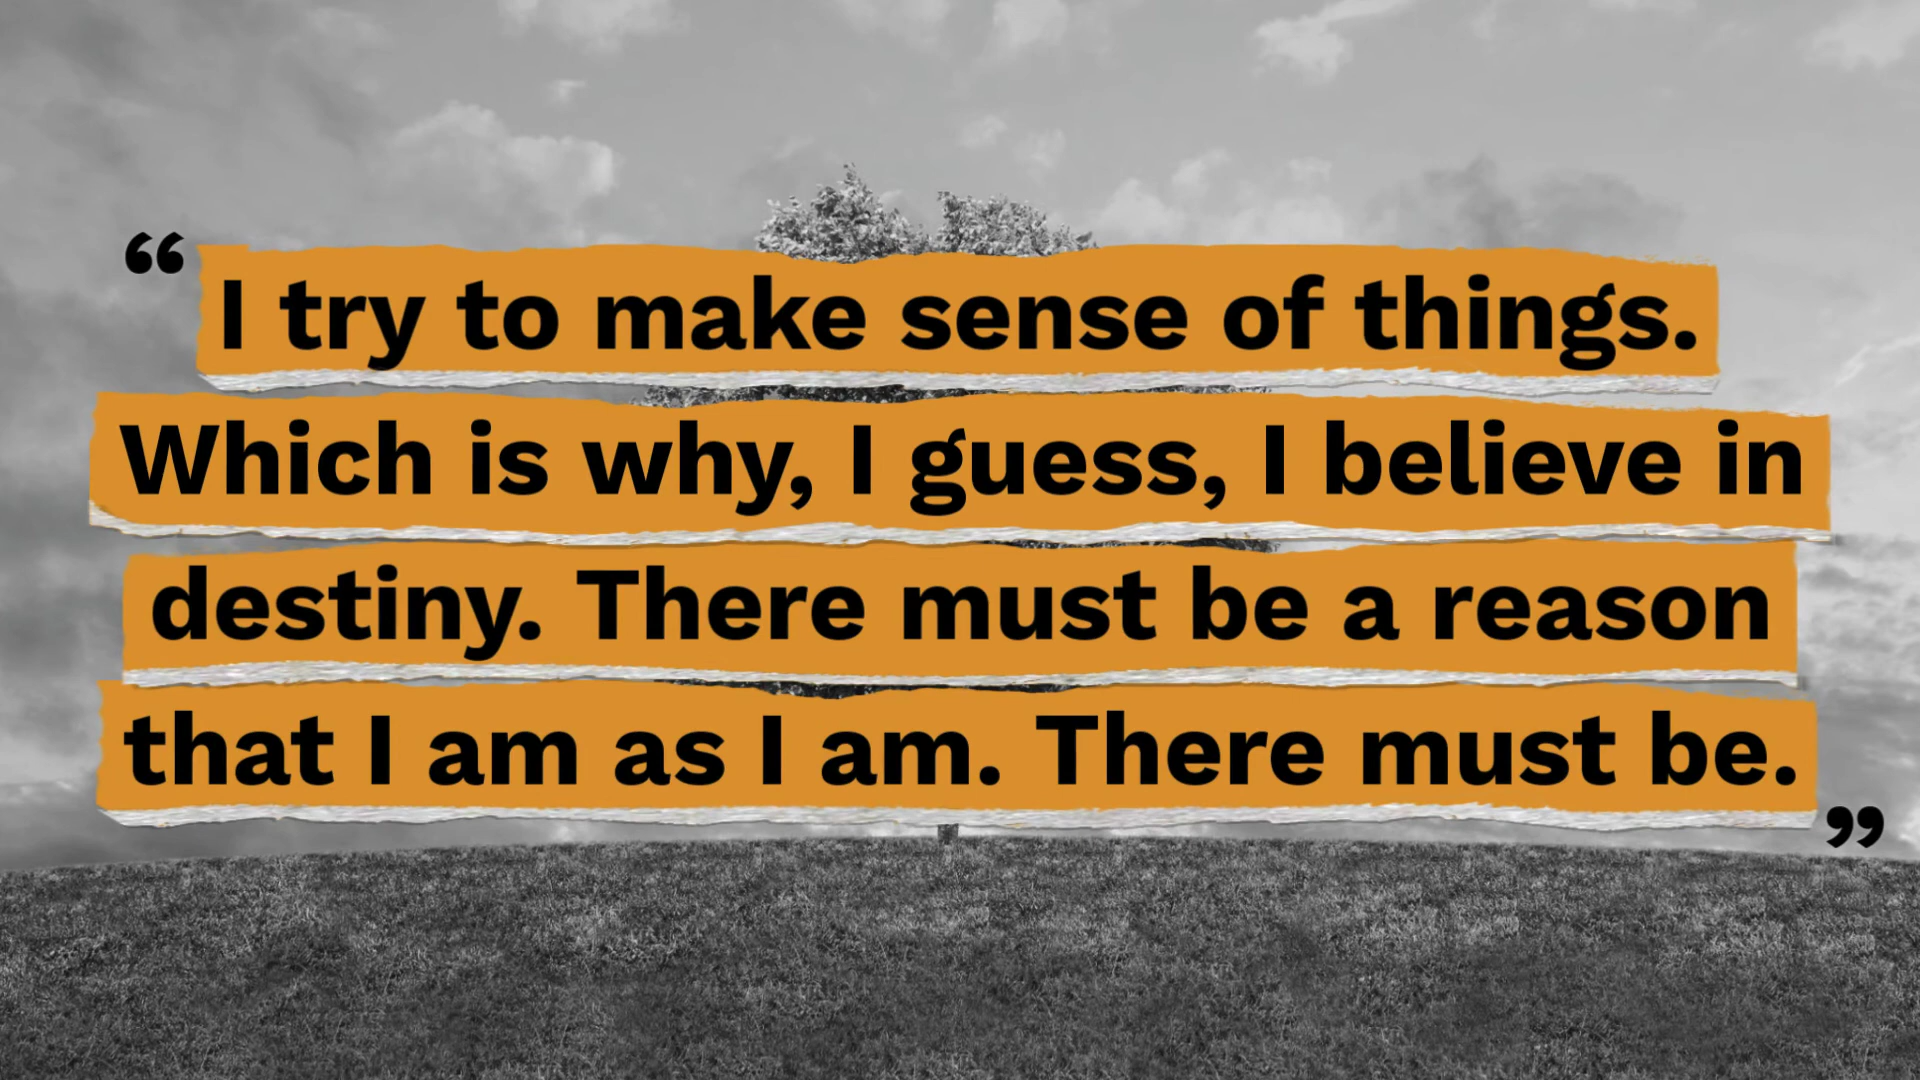 “I try to make sense of things.
Which is why, I guess, I believe in
destiny. There must be a reason
that I am as I am. There must be.”